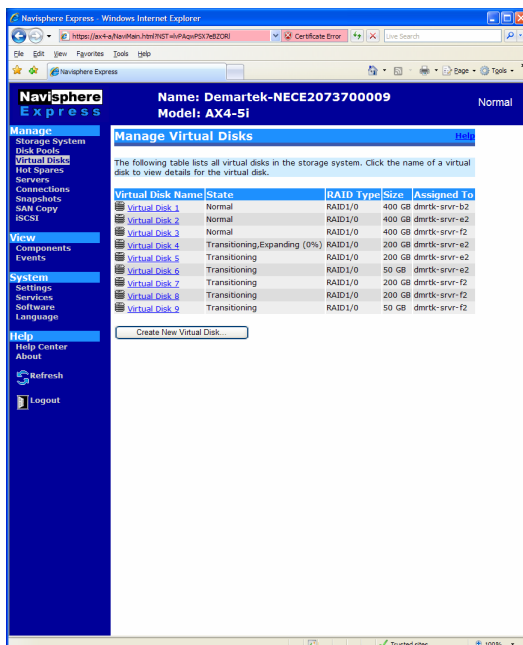 Navisphere Express - Windows Internet Explorer
https://ax4-a/NaviMain.html?NST=lvPAqwPSX7eBZORl Certificate Error Live Search
File Edit View Favorites Tools Help
Navisphere Express Page Tools
Navisphere Express
Name: Demartek-NECE2073700009
Model: AX4-5i
Normal
Manage
Storage System
Disk Pools
Virtual Disks
Hot Spares
Servers
Connections
Snapshots
SAN Copy
iSCSI
View
Components
Events
System
Settings
Services
Software
Language
Help
Help Center
About
Refresh
Logout
Manage Virtual Disks Help
The following table lists all virtual disks in the storage system. Click the name of a virtual
disk to view details for the virtual disk.
Virtual Disk Name State RAID Type Size Assigned To
Virtual Disk 1 Normal RAID1/0 400 GB dmrtk-srvr-b2
Virtual Disk 2 Normal RAID1/0 400 GB dmrtk-srvr-e2
Virtual Disk 3 Normal RAID1/0 400 GB dmrtk-srvr-f2
Virtual Disk 4 Transitioning,Expanding (0%) RAID1/0 200 GB dmrtk-srvr-e2
Virtual Disk 5 Transitioning RAID1/0 200 GB dmrtk-srvr-e2
Virtual Disk 6 Transitioning RAID1/0 50 GB dmrtk-srvr-e2
Virtual Disk 7 Transitioning RAID1/0 200 GB dmrtk-srvr-f2
Virtual Disk 8 Transitioning RAID1/0 200 GB dmrtk-srvr-f2
Virtual Disk 9 Transitioning RAID1/0 50 GB dmrtk-srvr-f2
Create New Virtual Disk...
Trusted sites 100%